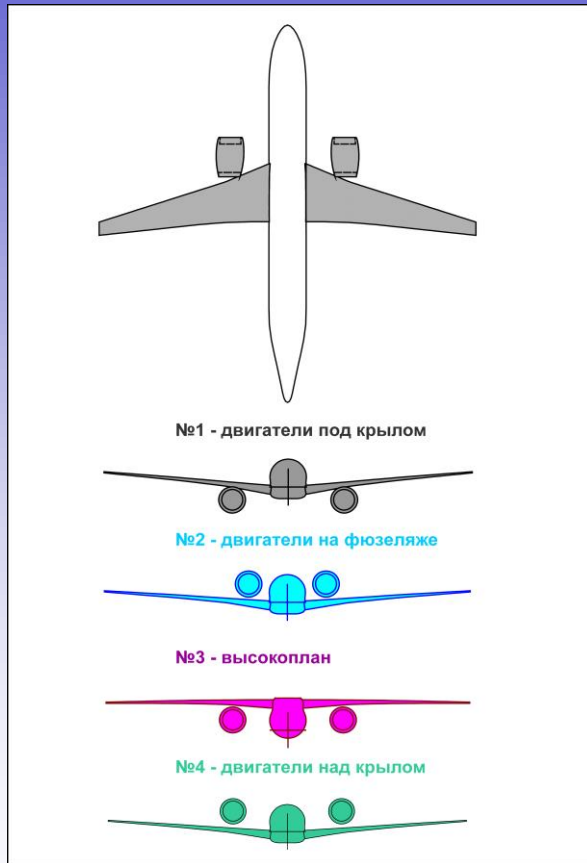 №1 - двигатели под крылом
№2 - двигатели на фюзеляже
№3 - высокоплан
№4 - двигатели над крылом